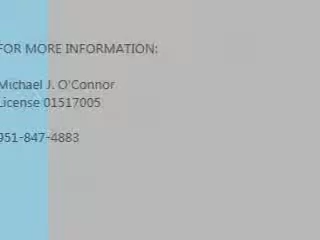 FOR MORE INFORMATION:
Michael J. O'Connor
License 01517005
951-847-4883